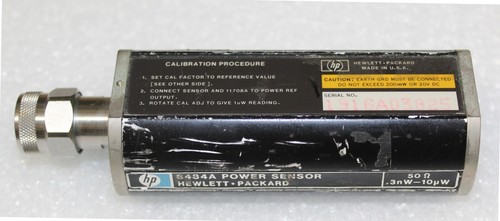 CALIBRATION PROCEDURE
1. SET CAL FACTOR TO REFERENCE VALUE
[SEE OTHER SIDE.]
2. CONNECT SENSOR AND 11708A TO POWER REF
OUTPUT.
3. ROTATE CAL ADJ TO GIVE 1µW READING.
hp
HEWLETT•PACKARD
MADE IN U.S.A.
CAUTION: EARTH GRD MUST BE CONNECTED
DO NOT EXCEED 200mW OR 20V DC
SERIAL NO.
hp
8484A POWER SENSOR
HEWLETT•PACKARD
50 Ω
.3nW-10µW